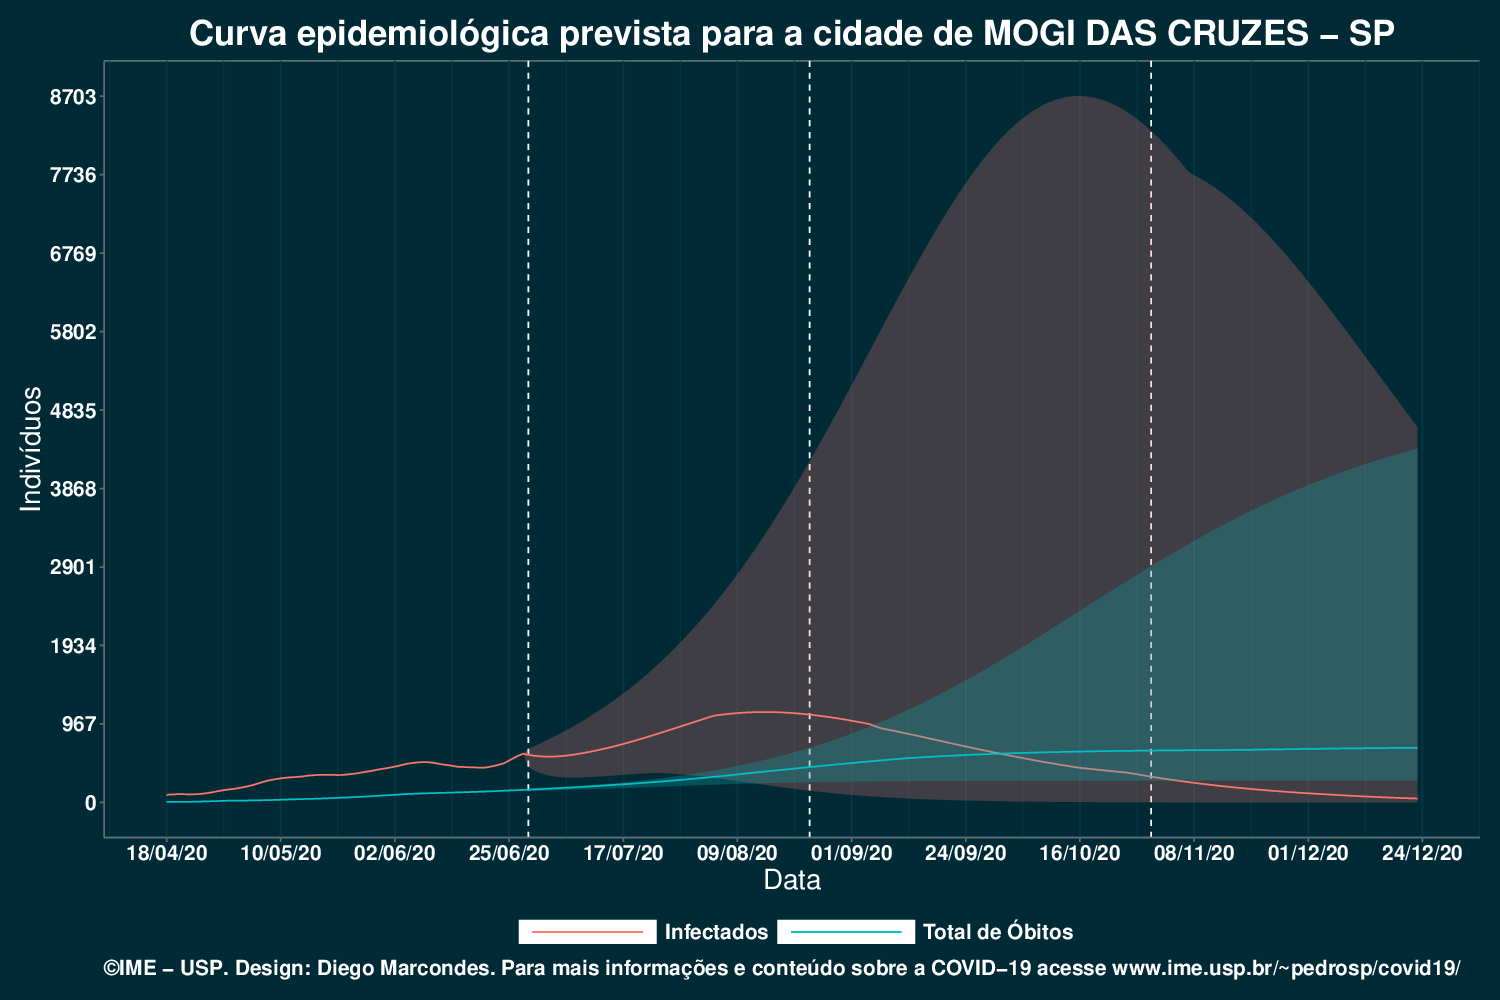 Curva epidemiológica prevista para a cidade de MOGI DAS CRUZES – SP
8703
7736
6769
5802
4835
3868
2901
1934
967
0
Indivíduos
18/04/20 10/05/20 02/06/20 25/06/20 17/07/20 09/08/20 01/09/20 24/09/20 16/10/20 08/11/20 01/12/20 24/12/20
Data
Infectados Total de Óbitos
©IME – USP. Design: Diego Marcondes. Para mais informações e conteúdo sobre a COVID–19 acesse www.ime.usp.br/~pedrosp/covid19/